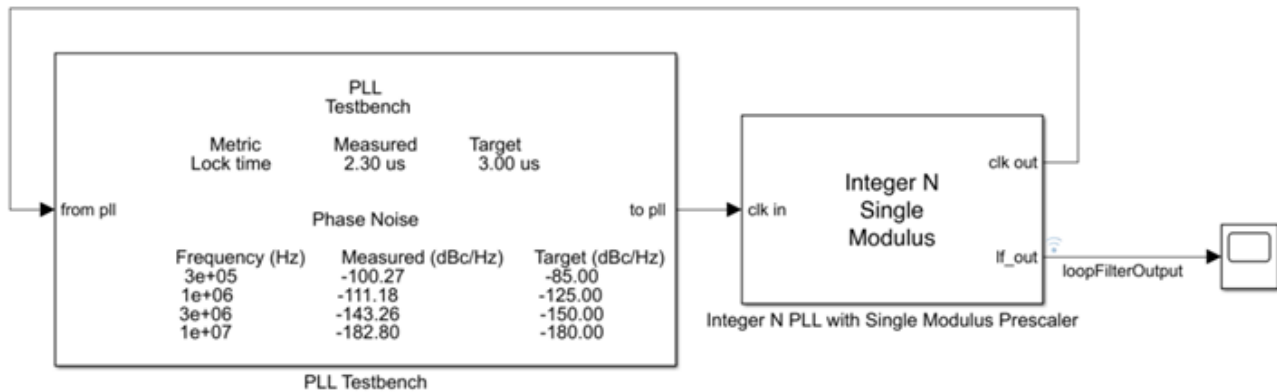 PLL
Testbench
Metric Measured Target
Lock time 2.30 us 3.00 us
from pll
to pll
Phase Noise
Frequency (Hz) Measured (dBc/Hz) Target (dBc/Hz)
3e+05 -100.27 -85.00
1e+06 -111.18 -125.00
3e+06 -143.26 -150.00
1e+07 -182.80 -180.00
PLL Testbench
clk in
Integer N
Single
Modulus
clk out
lf_out
loopFilterOutput
Integer N PLL with Single Modulus Prescaler